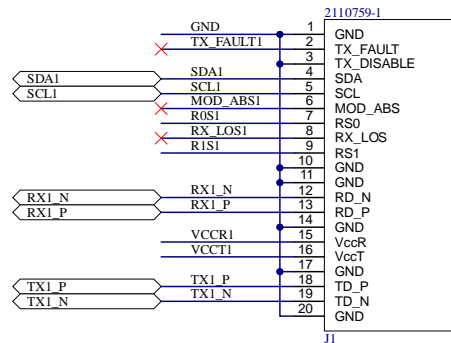 2110759-1
GND 1 GND
TX_FAULT1 2 TX_FAULT
3 TX_DISABLE
SDA1 SDA1 4 SDA
SCL1 SCL1 5 SCL
MOD_ABS1 6 MOD_ABS
R0S1 7 RS0
RX_LOS1 8 RX_LOS
R1S1 9 RS1
10 GND
11 GND
RX1_N RX1_N 12 RD_N
RX1_P RX1_P 13 RD_P
14 GND
VCCR1 15 VccR
VCCT1 16 VccT
17 GND
TX1_P TX1_P 18 TD_P
TX1_N TX1_N 19 TD_N
20 GND
J1